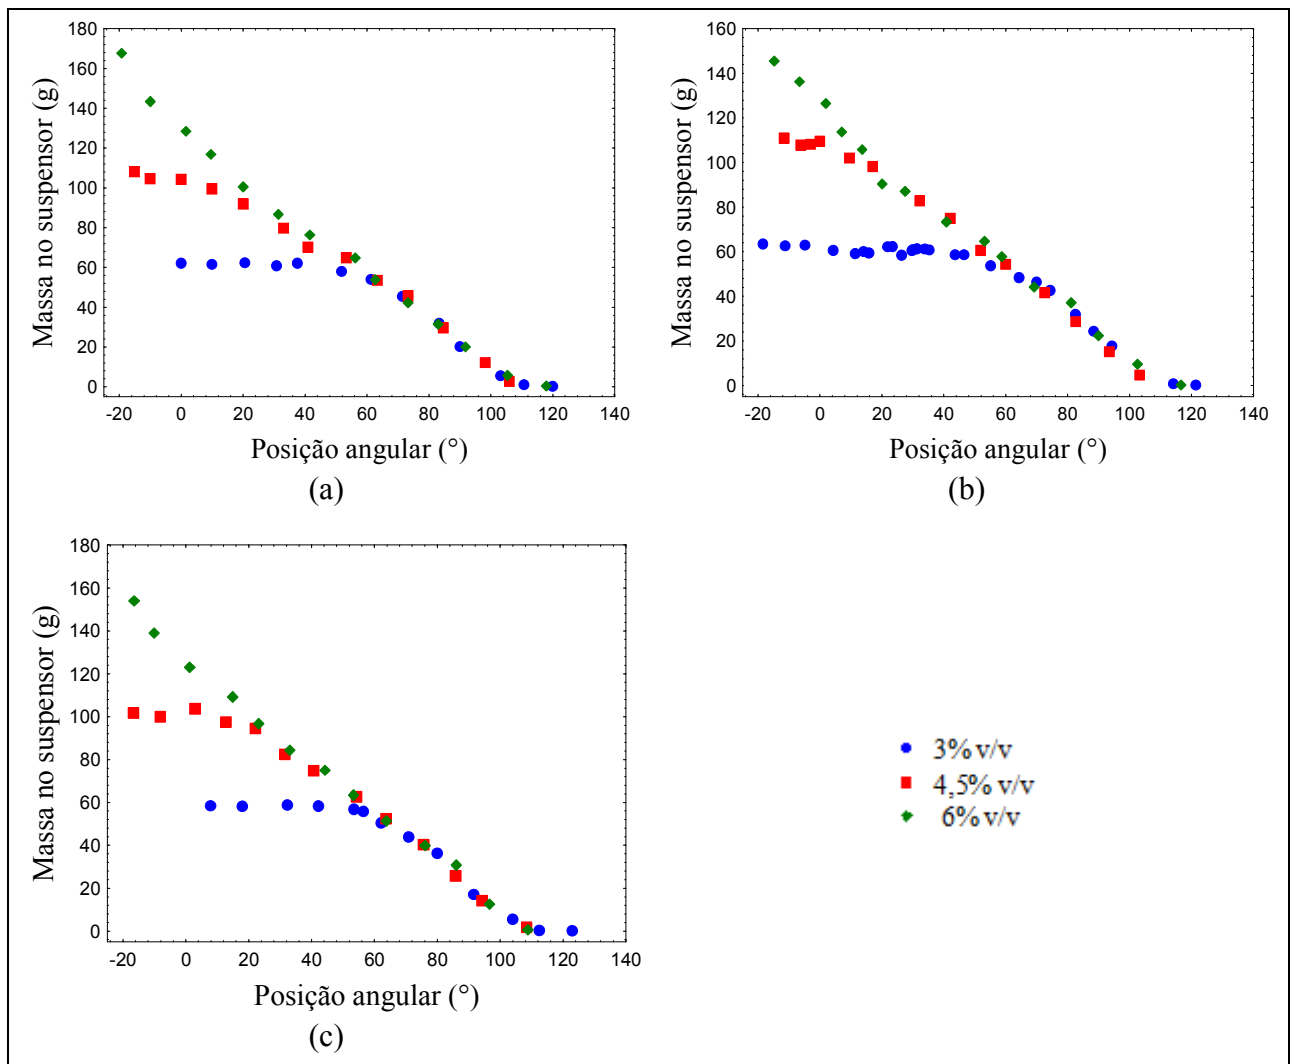 180
160
140
120
100
80
60
40
20
0
-20 0 20 40 60 80 100 120 140
Massa no suspensor (g)
Posição angular (°)
(a)
160
140
120
100
80
60
40
20
0
-20 0 20 40 60 80 100 120 140
Massa no suspensor (g)
Posição angular (°)
(b)
180
160
140
120
100
80
60
40
20
0
-20 0 20 40 60 80 100 120 140
Massa no suspensor (g)
Posição angular (°)
(c)
3% v/v
4,5% v/v
6% v/v